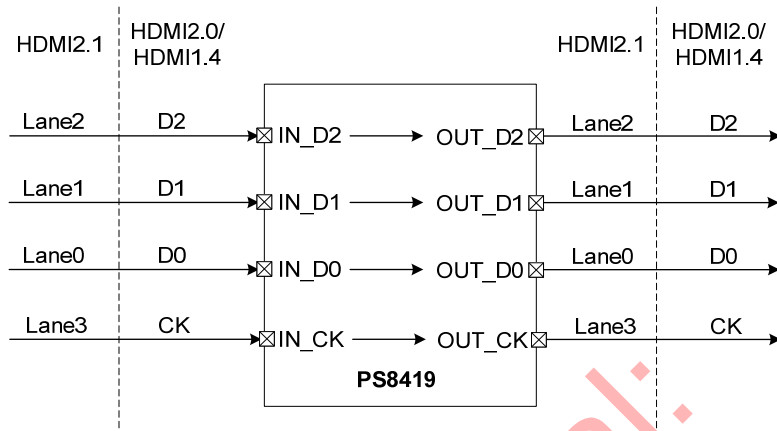 HDMI2.1 HDMI2.0/ HDMI2.1 HDMI2.0/
HDMI1.4 HDMI1.4
Lane2 D2 IN_D2 OUT_D2 Lane2 D2
Lane1 D1 IN_D1 OUT_D1 Lane1 D1
Lane0 D0 IN_D0 OUT_D0 Lane0 D0
Lane3 CK IN_CK OUT_CK Lane3 CK
PS8419